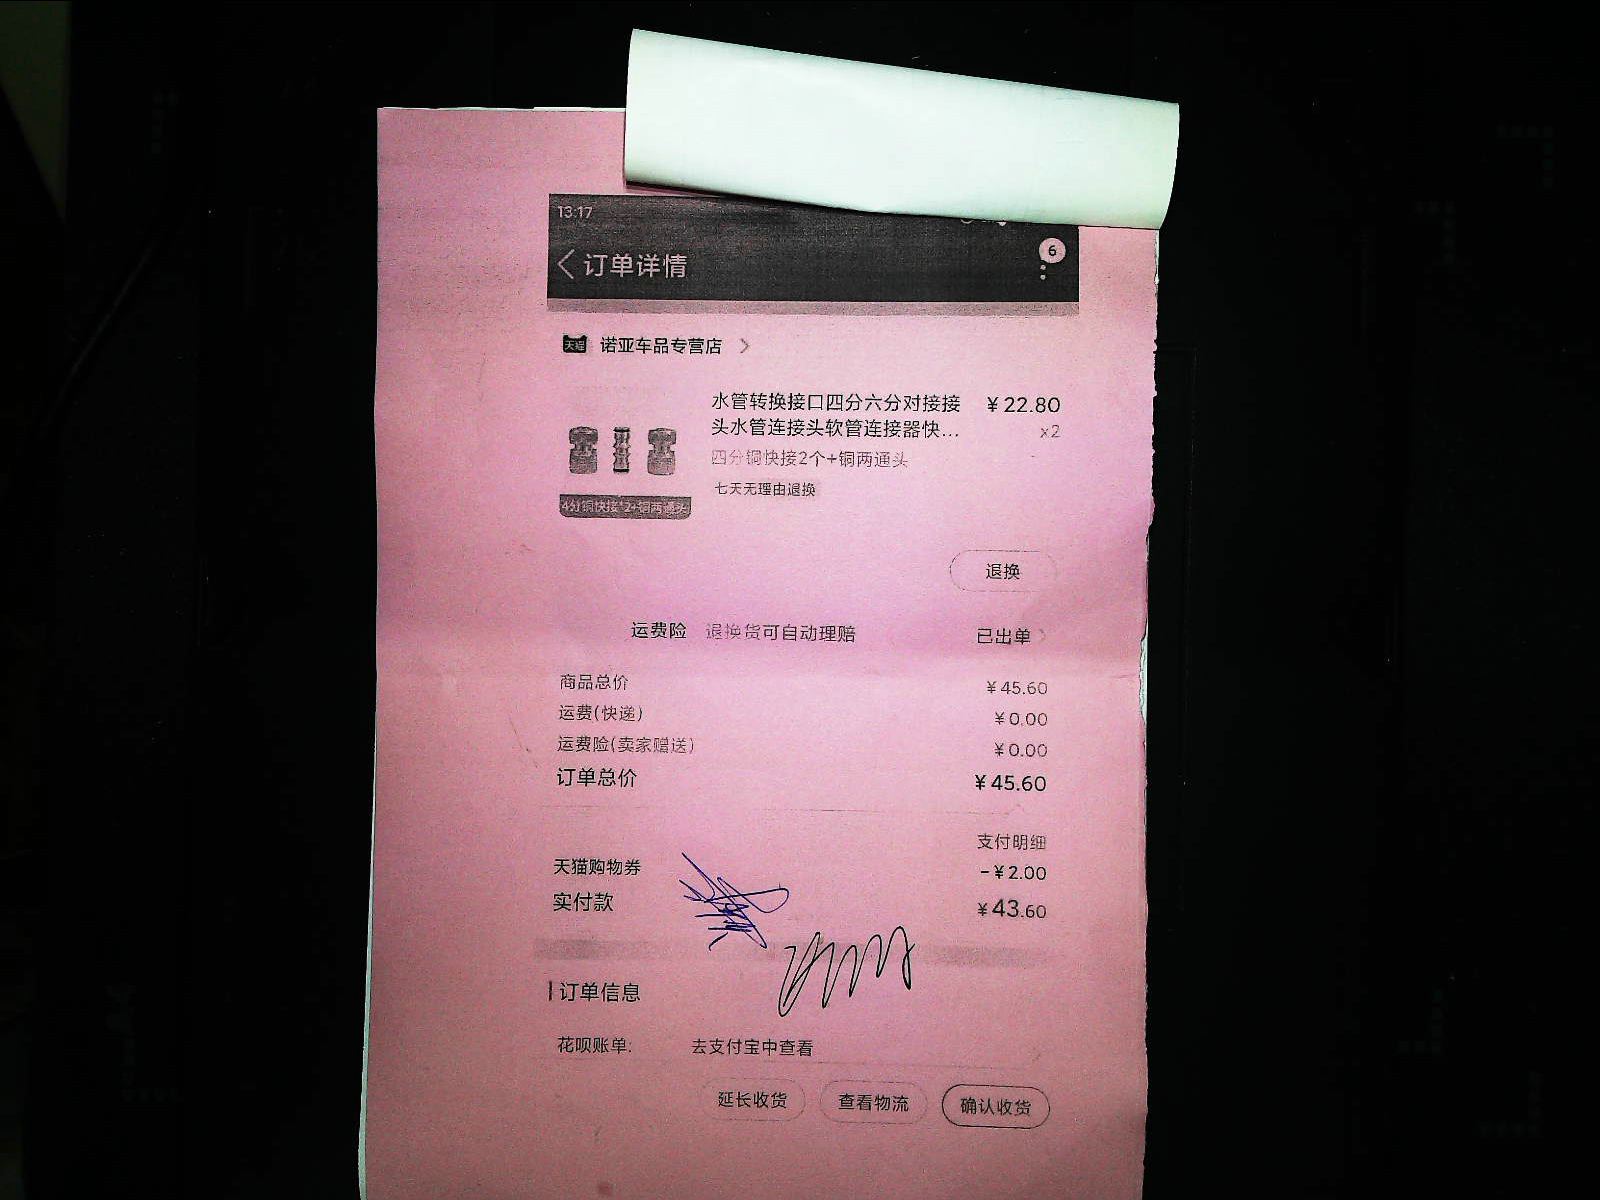 13:17
订单详情
6
天猫 诺亚车品专营店
水管转换接口四分六分对接接 ¥22.80
头水管连接头软管连接器快... x2
四分铜快接2个+铜两通头
七天无理由退换
4分铜快接*2+铜两通头
退换
运费险 退换货可自动理赔 已出单
商品总价 ¥45.60
运费(快递) ¥0.00
运费险(卖家赠送) ¥0.00
订单总价 ¥45.60
支付明细
天猫购物券 -¥2.00
实付款 ¥43.60
订单信息
花呗账单: 去支付宝中查看
延长收货 查看物流 确认收货